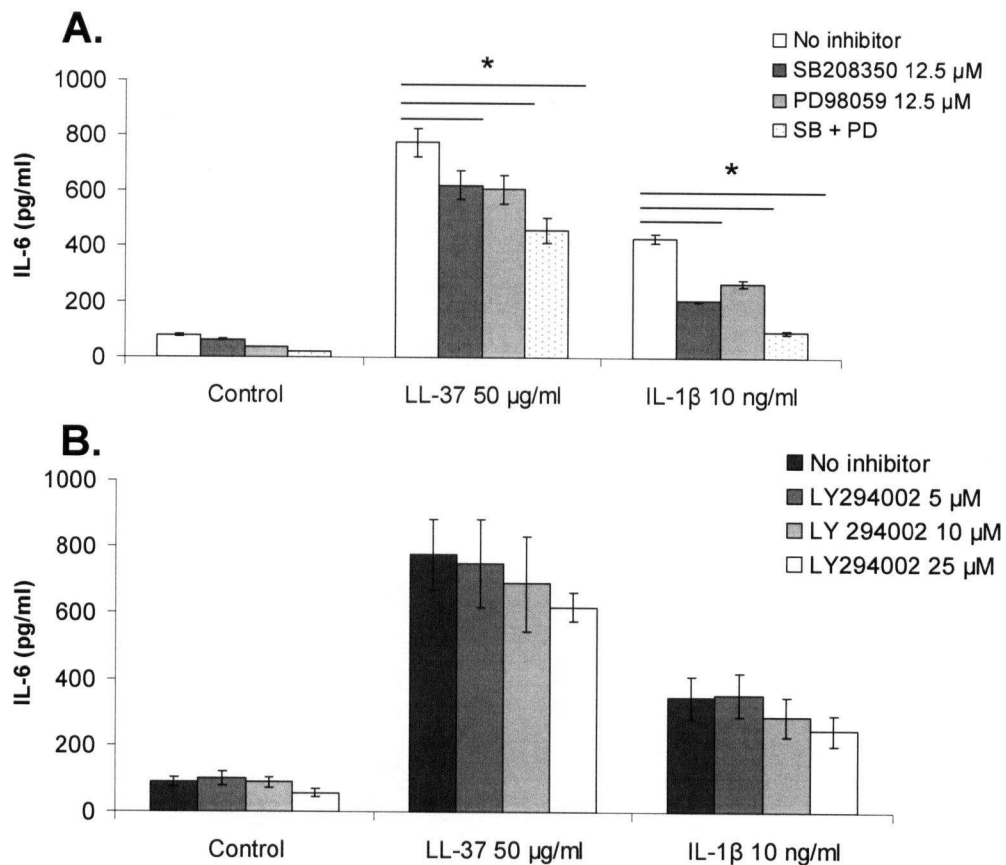 A.
No inhibitor
SB208350 12.5 µM
PD98059 12.5 µM
SB + PD
1000
800
600
400
200
0
IL-6 (pg/ml)
*
*
Control
LL-37 50 µg/ml
IL-1β 10 ng/ml
B.
No inhibitor
LY294002 5 µM
LY 294002 10 µM
LY294002 25 µM
1000
800
600
400
200
0
IL-6 (pg/ml)
Control
LL-37 50 µg/ml
IL-1β 10 ng/ml